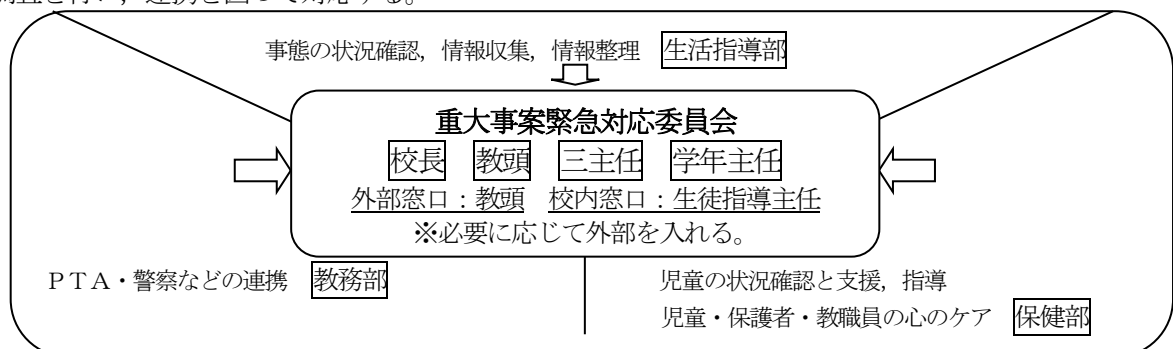 調査を行い，連携を図って対応する。
事態の状況確認，情報収集，情報整理 生活指導部
重大事案緊急対応委員会
校長 教頭 三主任 学年主任
外部窓口：教頭 校内窓口：生徒指導主任
※必要に応じて外部を入れる。
ＰＴＡ・警察などの連携 教務部
児童の状況確認と支援，指導
児童・保護者・教職員の心のケア 保健部